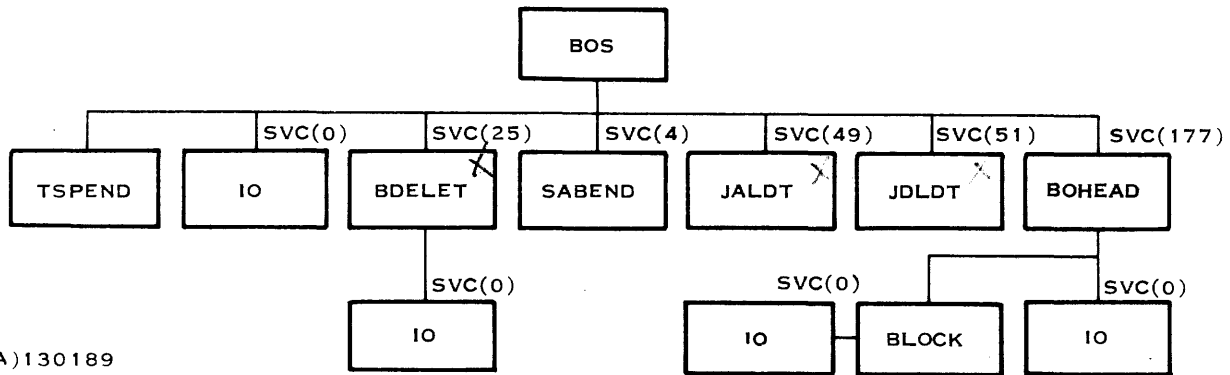 BOS
SVC(0) SVC(25) SVC(4) SVC(49) SVC(51) SVC(177)
TSPEND IO BDELET SABEND JALDT JDLDT BOHEAD
SVC(0) SVC(0) SVC(0)
IO IO BLOCK IO
A)130189